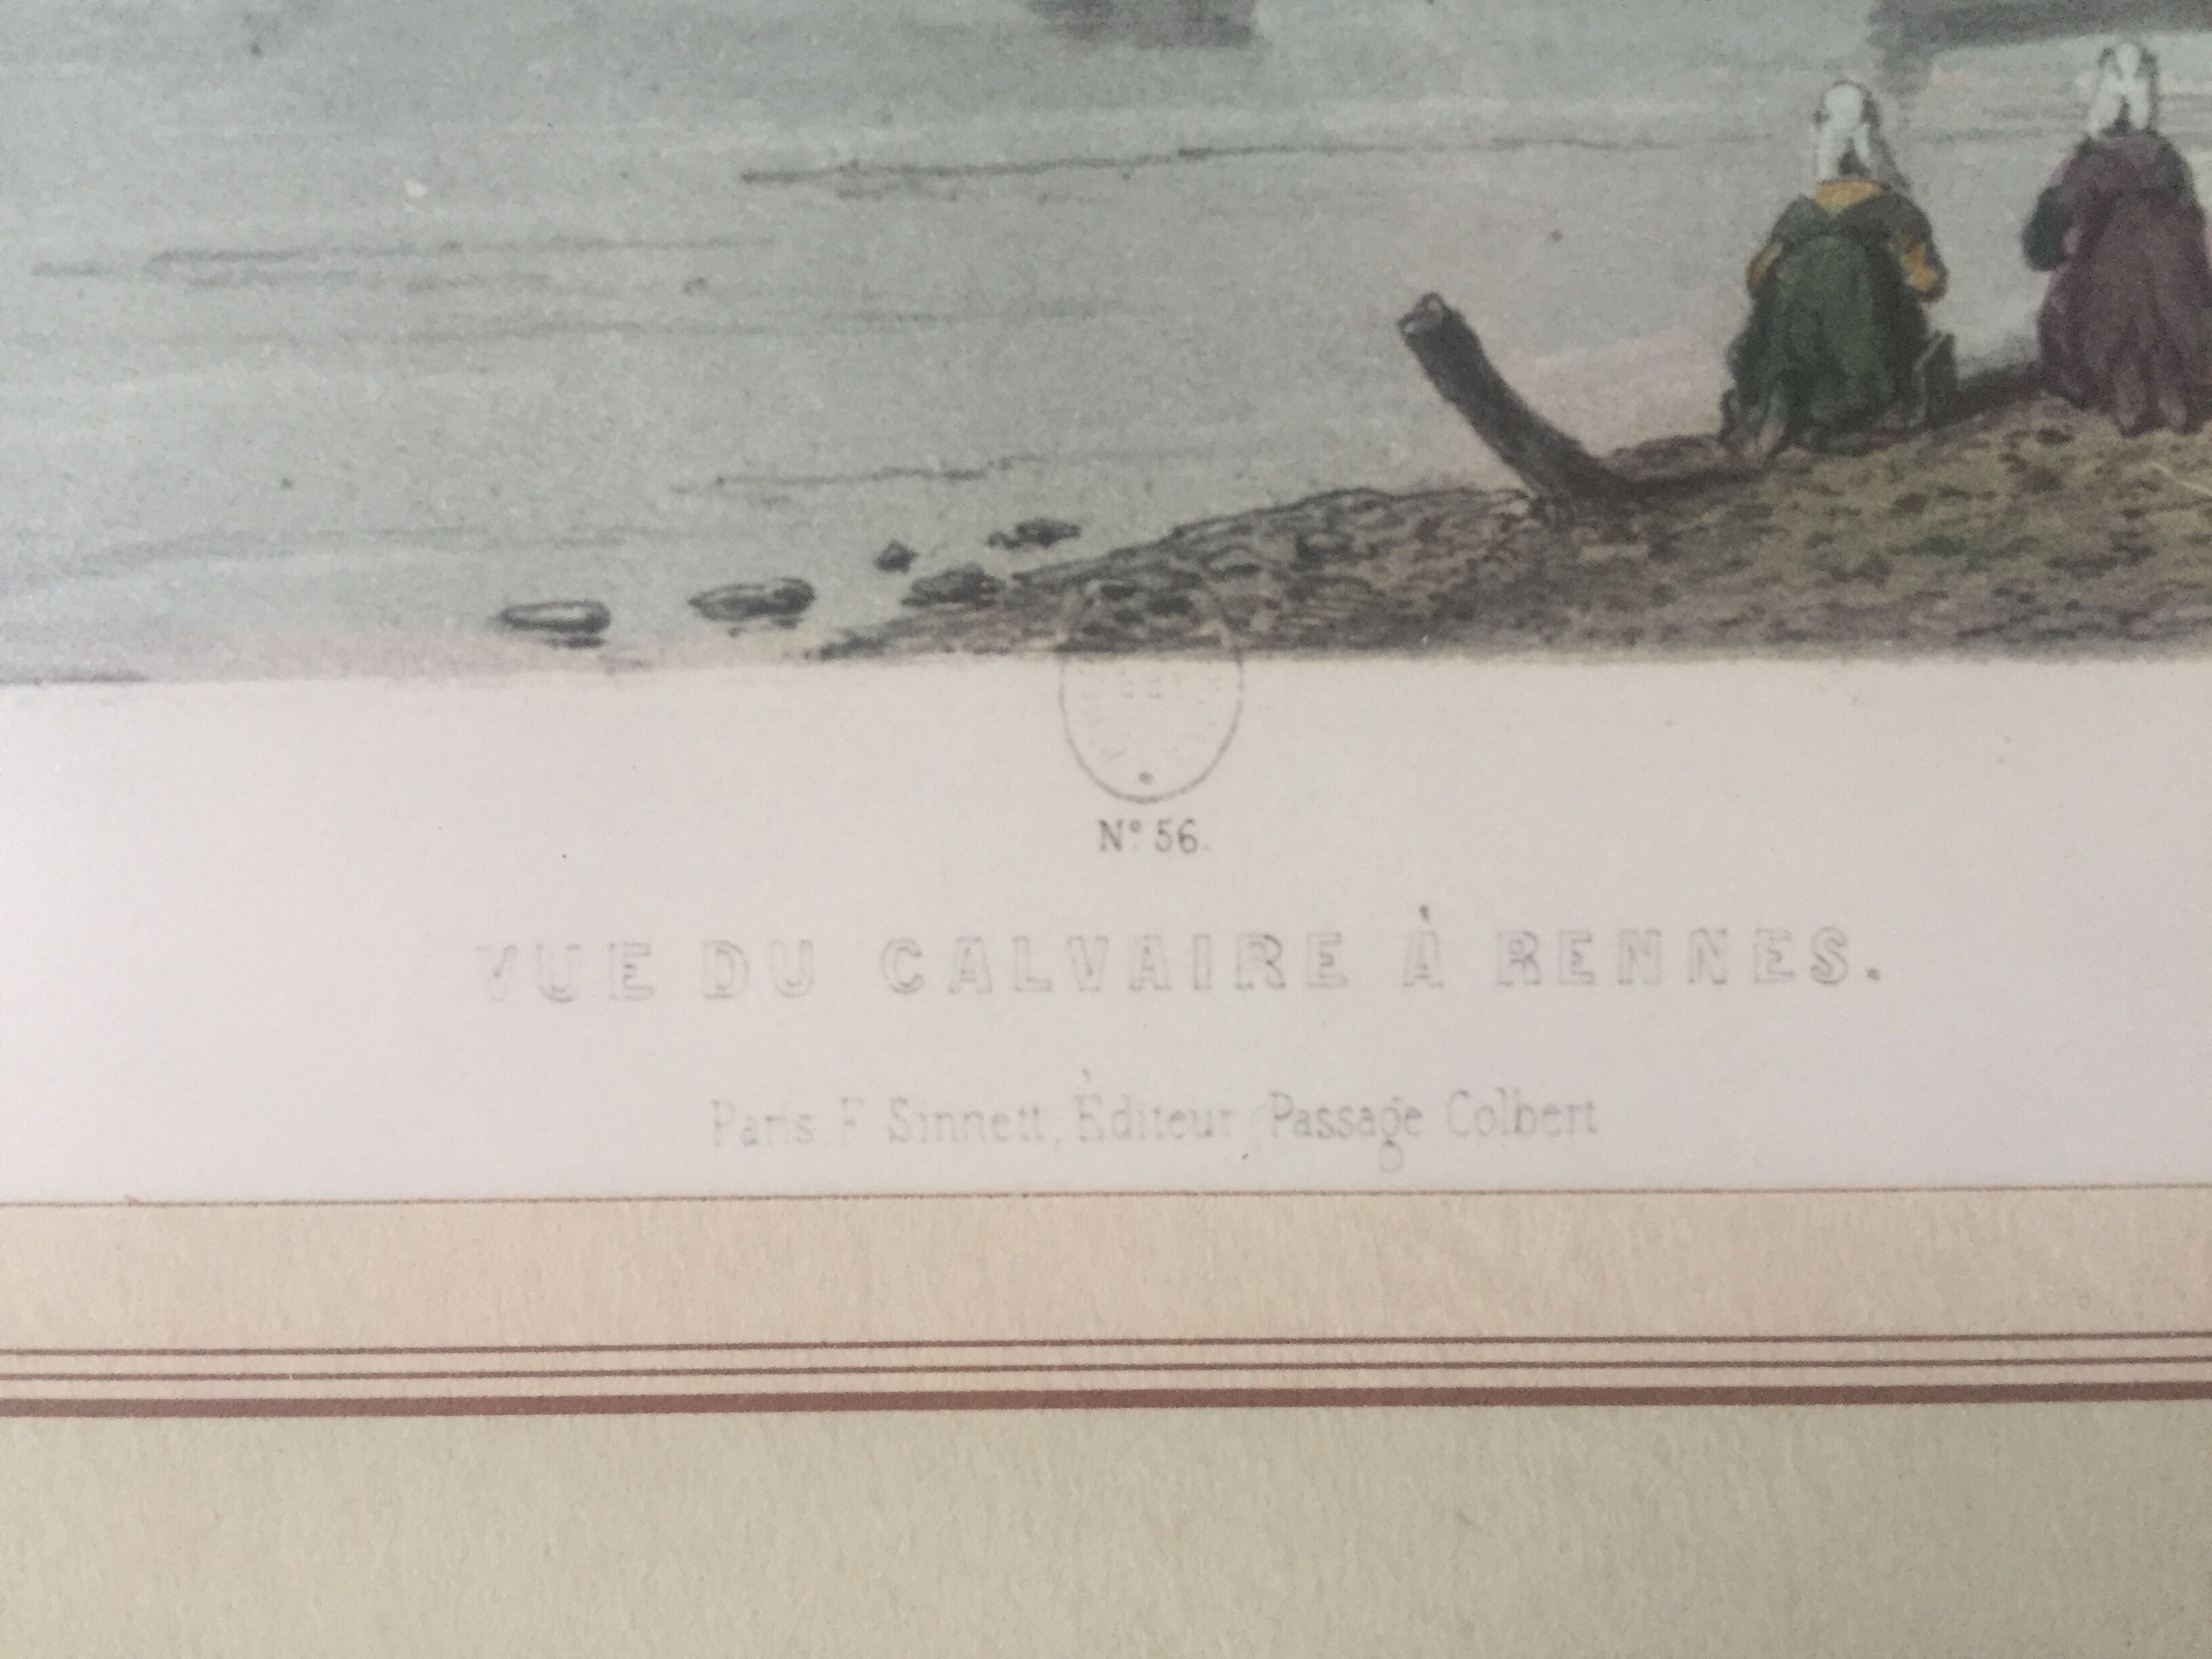 N° 56.
VUE DU CALVAIRE À RENNES.
Paris, F Sinnett, Éditeur, Passage Colbert